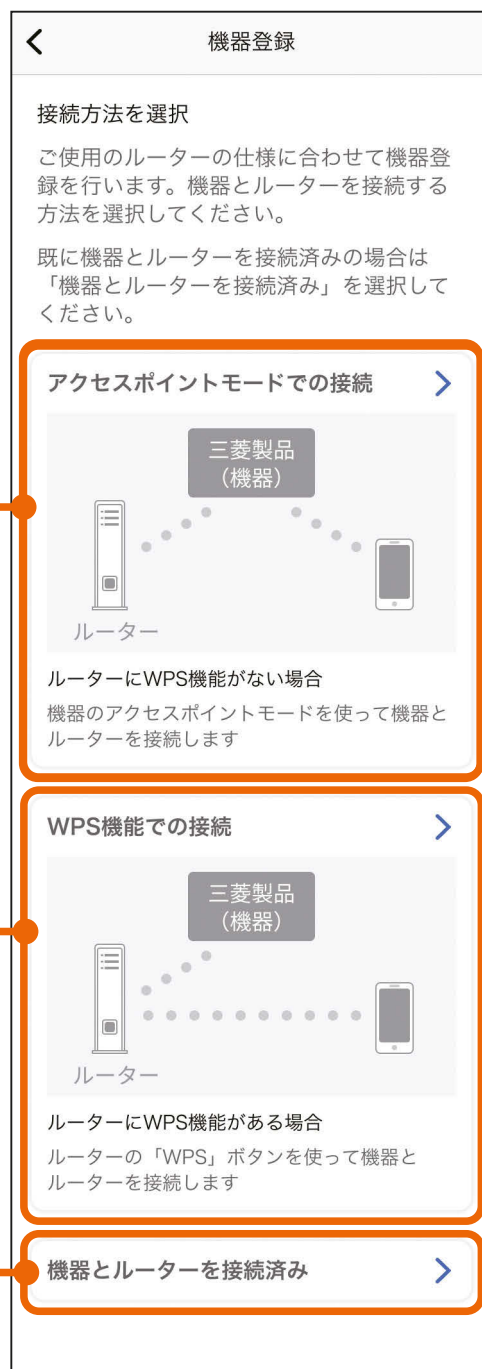 機器登録
接続方法を選択
ご使用のルーターの仕様に合わせて機器登
録を行います。機器とルーターを接続する
方法を選択してください。
既に機器とルーターを接続済みの場合は
「機器とルーターを接続済み」を選択して
ください。
アクセスポイントモードでの接続
三菱製品
（機器）
ルーター
ルーターにWPS機能がない場合
機器のアクセスポイントモードを使って機器と
ルーターを接続します
WPS機能での接続
三菱製品
（機器）
ルーター
ルーターにWPS機能がある場合
ルーターの「WPS」ボタンを使って機器と
ルーターを接続します
機器とルーターを接続済み